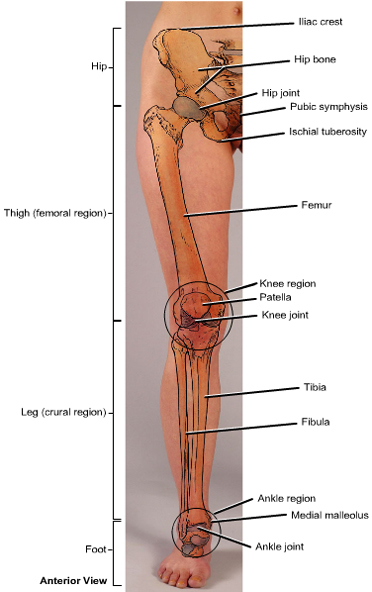 Iliac crest
Hip
Hip bone
Hip joint
Pubic symphysis
Ischial tuberosity
Thigh (femoral region)
Femur
Knee region
Patella
Knee joint
Tibia
Leg (crural region)
Fibula
Ankle region
Medial malleolus
Foot
Ankle joint
Anterior View